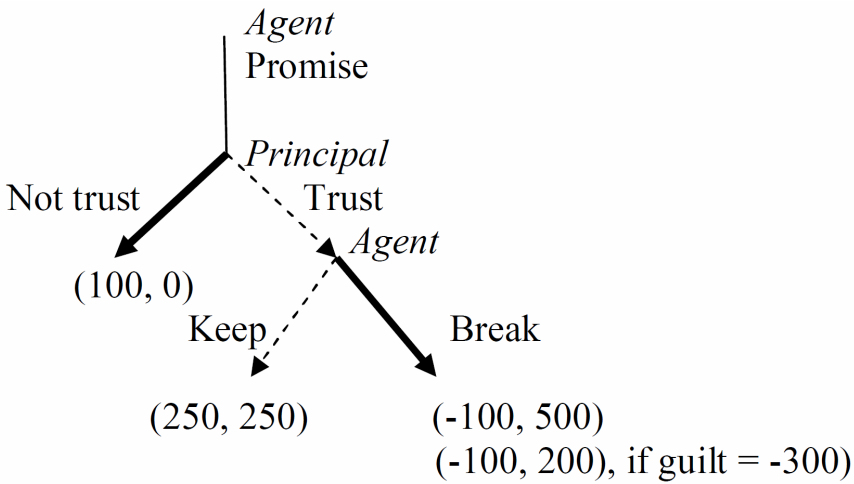 Agent
Promise
Principal
Not trust
Trust
Agent
(100, 0)
Keep
Break
(250, 250)
(-100, 500)
(-100, 200), if guilt = -300)